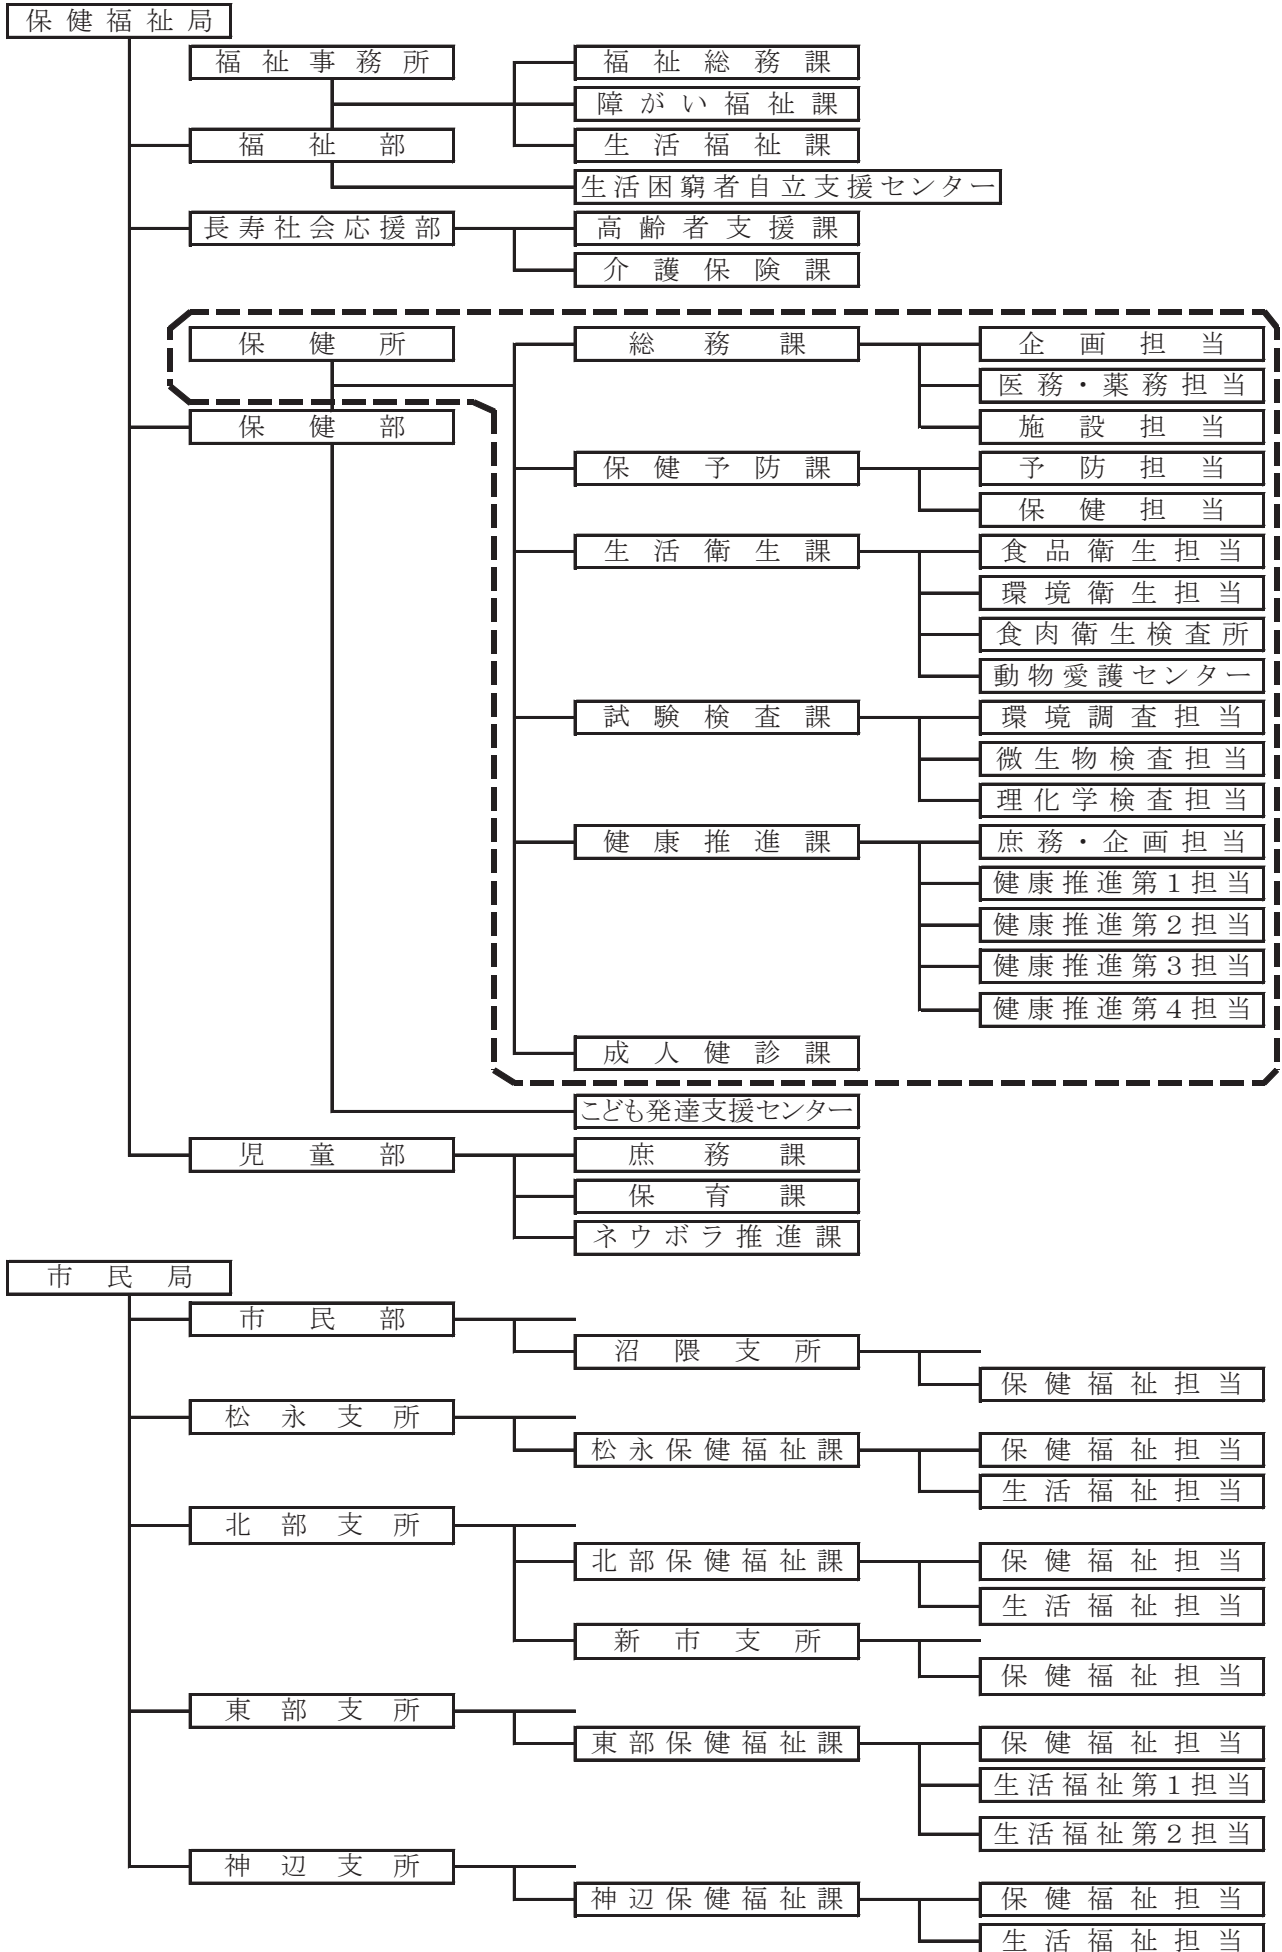 保健福祉局
福祉事務所 福祉総務課
障がい福祉課
福祉部 生活福祉課
生活困窮者自立支援センター
長寿社会応援部 高齢者支援課
介護保険課
保健所 総務課 企画担当
医務・薬務担当
保健部 施設担当
保健予防課 予防担当
保健担当
生活衛生課 食品衛生担当
環境衛生担当
食肉衛生検査所
動物愛護センター
試験検査課 環境調査担当
微生物検査担当
理化学検査担当
健康推進課 庶務・企画担当
健康推進第1担当
健康推進第2担当
健康推進第3担当
健康推進第4担当
成人健診課
こども発達支援センター
児童部 庶務課
保育課
ネウボラ推進課
市民局
市民部
沼隈支所
保健福祉担当
松永支所
松永保健福祉課 保健福祉担当
生活福祉担当
北部支所
北部保健福祉課 保健福祉担当
生活福祉担当
新市支所
保健福祉担当
東部支所
東部保健福祉課 保健福祉担当
生活福祉第1担当
生活福祉第2担当
神辺支所
神辺保健福祉課 保健福祉担当
生活福祉担当